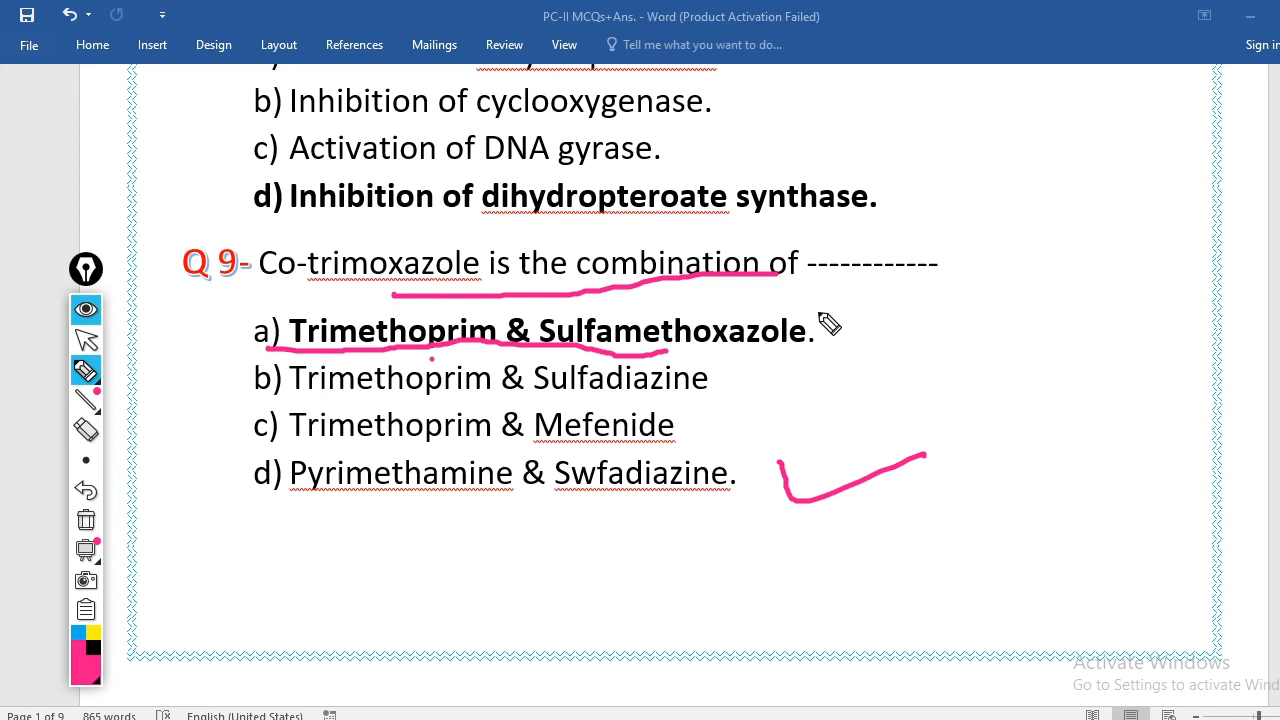 PC-II MCQs+Ans. - Word (Product Activation Failed)
File Home Insert Design Layout References Mailings Review View Tell me what you want to do... Sign in
b) Inhibition of cyclooxygenase.
c) Activation of DNA gyrase.
d) Inhibition of dihydropteroate synthase.
Q 9- Co-trimoxazole is the combination of ------------
a) Trimethoprim & Sulfamethoxazole.
b) Trimethoprim & Sulfadiazine
c) Trimethoprim & Mefenide
d) Pyrimethamine & Swfadiazine.
Activate Windows
Go to Settings to activate Wind
Page 1 of 9 865 words English (United States)